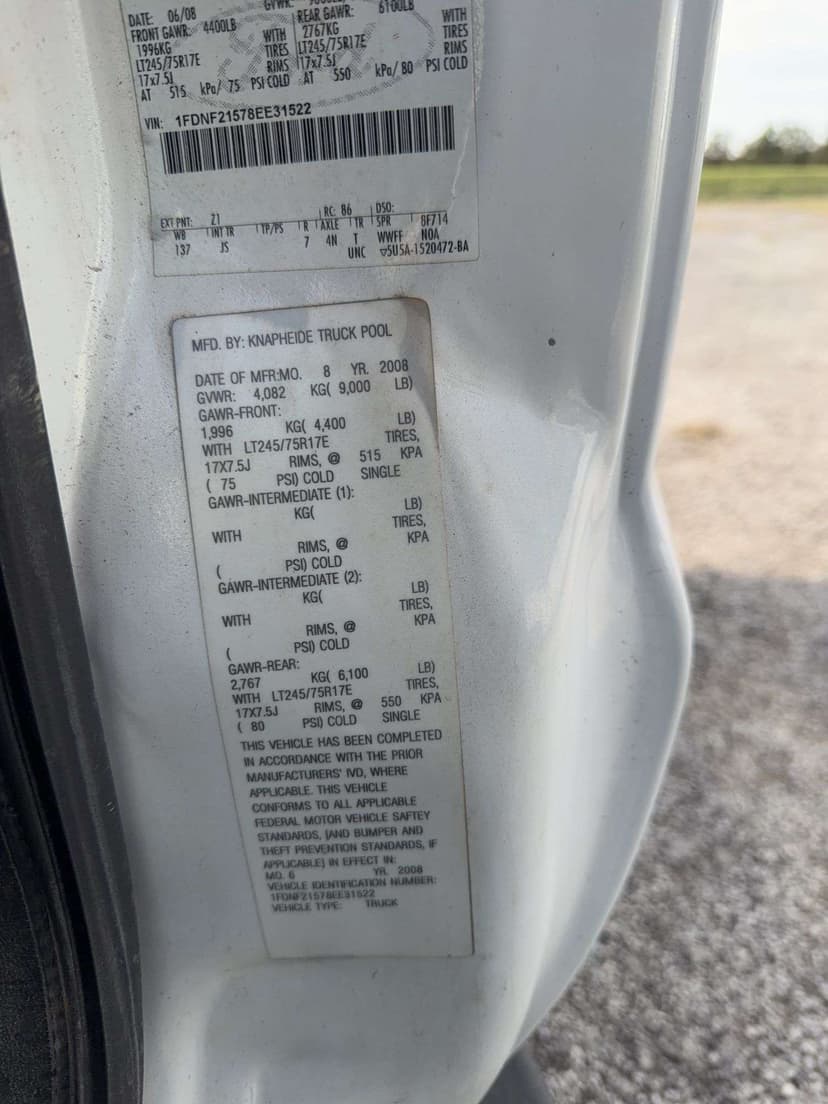 DATE: 06/08 GVWR:
FRONT GAWR: 4400LB REAR GAWR: 6100LB
1996KG WITH 2767KG WITH
LT245/75R17E TIRES LT245/75R17E TIRES
17x7.5J RIMS 17x7.5J RIMS
AT 515 kPa/ 75 PSI COLD AT 550 kPa/ 80 PSI COLD
VIN: 1FDNF21578EE31522
EXT PNT: Z1 RC: 86 DSO:
WB INT TR TP/PS R AXLE TR SPR 8F714
137 JS 7 4N T WWFF N0A
UNC ▽5U5A-1520472-BA
MFD. BY: KNAPHEIDE TRUCK POOL
DATE OF MFR:MO. 8 YR. 2008
GVWR: 4,082 KG( 9,000 LB)
GAWR-FRONT:
1,996 KG( 4,400 LB)
WITH LT245/75R17E TIRES,
17X7.5J RIMS, @ 515 KPA
( 75 PSI) COLD SINGLE
GAWR-INTERMEDIATE (1):
KG( LB)
WITH TIRES,
RIMS, @ KPA
( PSI) COLD
GAWR-INTERMEDIATE (2):
KG( LB)
WITH TIRES,
RIMS, @ KPA
( PSI) COLD
GAWR-REAR:
2,767 KG( 6,100 LB)
WITH LT245/75R17E TIRES,
17X7.5J RIMS, @ 550 KPA
( 80 PSI) COLD SINGLE
THIS VEHICLE HAS BEEN COMPLETED
IN ACCORDANCE WITH THE PRIOR
MANUFACTURERS' IVD, WHERE
APPLICABLE. THIS VEHICLE
CONFORMS TO ALL APPLICABLE
FEDERAL MOTOR VEHICLE SAFTEY
STANDARDS, [AND BUMPER AND
THEFT PREVENTION STANDARDS, IF
APPLICABLE] IN EFFECT IN:
MO. 6 YR. 2008
VEHICLE IDENTIFICATION NUMBER:
1FDNF21578EE31522
VEHICLE TYPE: TRUCK